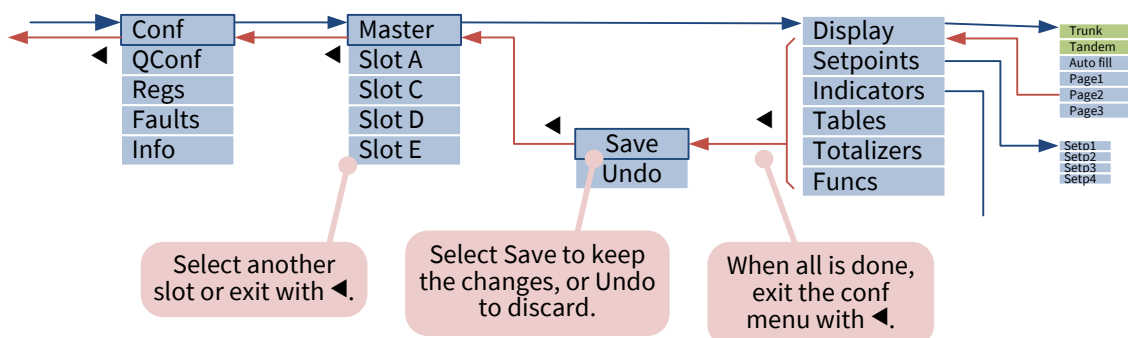 Conf
QConf
Regs
Faults
Info
Master
Slot A
Slot C
Slot D
Slot E
Save
Undo
Display
Setpoints
Indicators
Tables
Totalizers
Funcs
Trunk
Tandem
Auto fill
Page1
Page2
Page3
Setp1
Setp2
Setp3
Setp4
Select another
slot or exit with ◀.
Select Save to keep
the changes, or Undo
to discard.
When all is done,
exit the conf
menu with ◀.